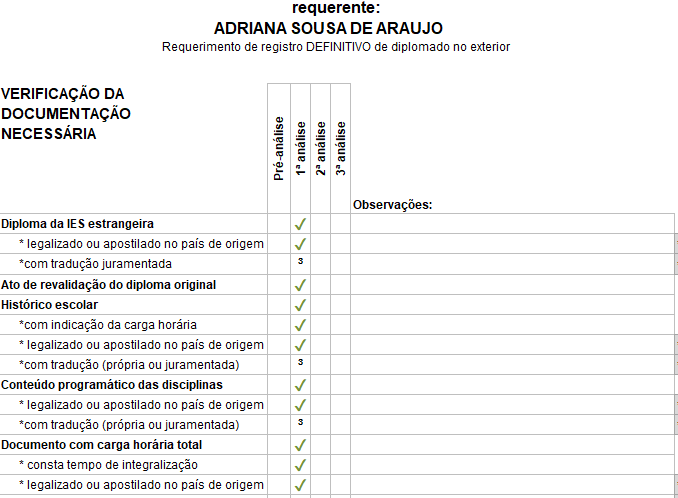 requerente:
ADRIANA SOUSA DE ARAUJO
Requerimento de registro DEFINITIVO de diplomado no exterior
VERIFICAÇÃO DA
DOCUMENTAÇÃO
NECESSÁRIA
Pré-análise
1ª análise
2ª análise
3ª análise
Observações:
Diploma da IES estrangeira ✓
* legalizado ou apostilado no país de origem ✓
*com tradução juramentada 3
Ato de revalidação do diploma original ✓
Histórico escolar ✓
*com indicação da carga horária ✓
* legalizado ou apostilado no país de origem ✓
*com tradução (própria ou juramentada) 3
Conteúdo programático das disciplinas ✓
* legalizado ou apostilado no país de origem ✓
*com tradução (própria ou juramentada) 3
Documento com carga horária total ✓
* consta tempo de integralização ✓
* legalizado ou apostilado no país de origem ✓